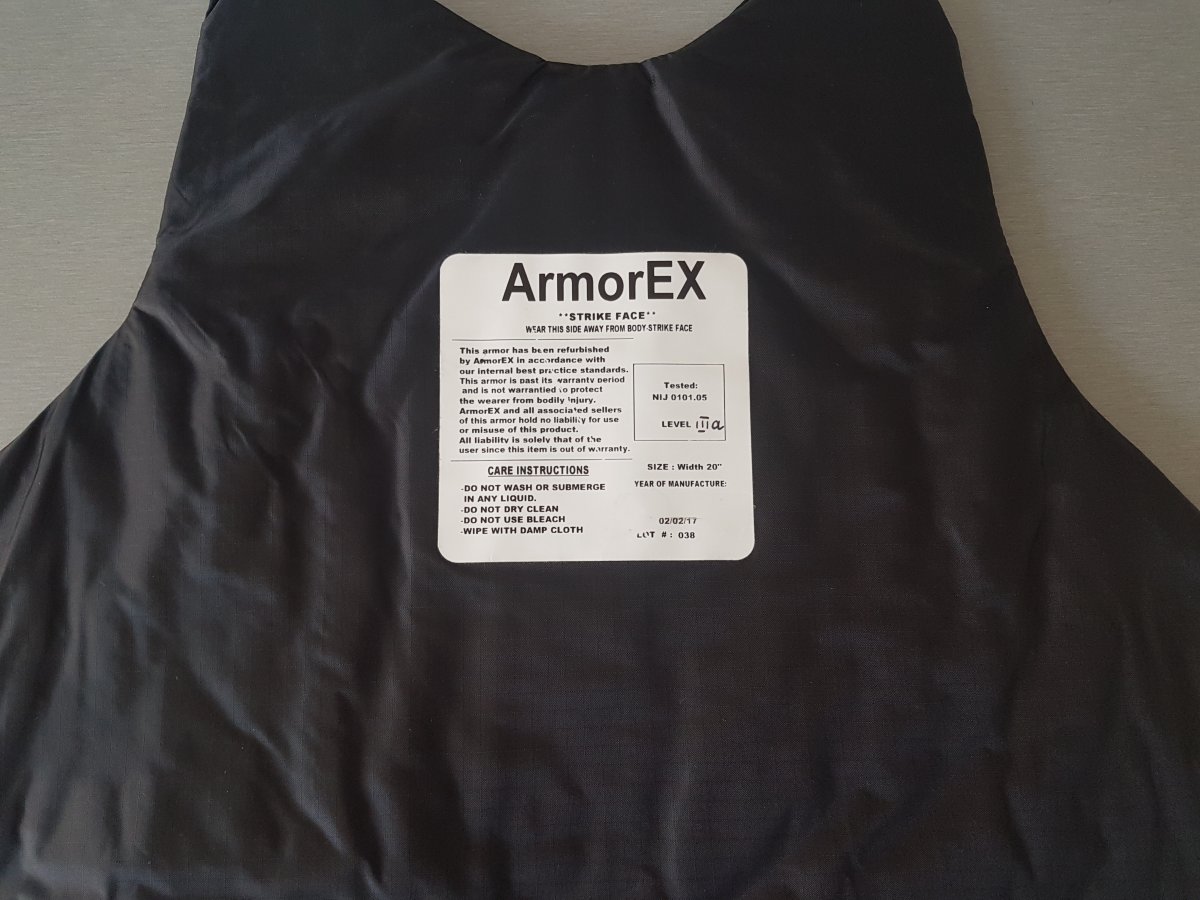 ArmorEX
**STRIKE FACE**
WEAR THIS SIDE AWAY FROM BODY-STRIKE FACE
This armor has been refurbished
by ArmorEX in accordance with
our internal best practice standards.
This armor is past its warranty period
and is not warrantied to protect
the wearer from bodily injury.
ArmorEX and all associated sellers
of this armor hold no liability for use
or misuse of this product.
All liability is solely that of the
user since this item is out of warranty.
Tested:
NIJ 0101.05
LEVEL IIIa
CARE INSTRUCTIONS
-DO NOT WASH OR SUBMERGE
IN ANY LIQUID.
-DO NOT DRY CLEAN
-DO NOT USE BLEACH
-WIPE WITH DAMP CLOTH
SIZE : Width 20"
YEAR OF MANUFACTURE:
02/02/17
LOT # : 038